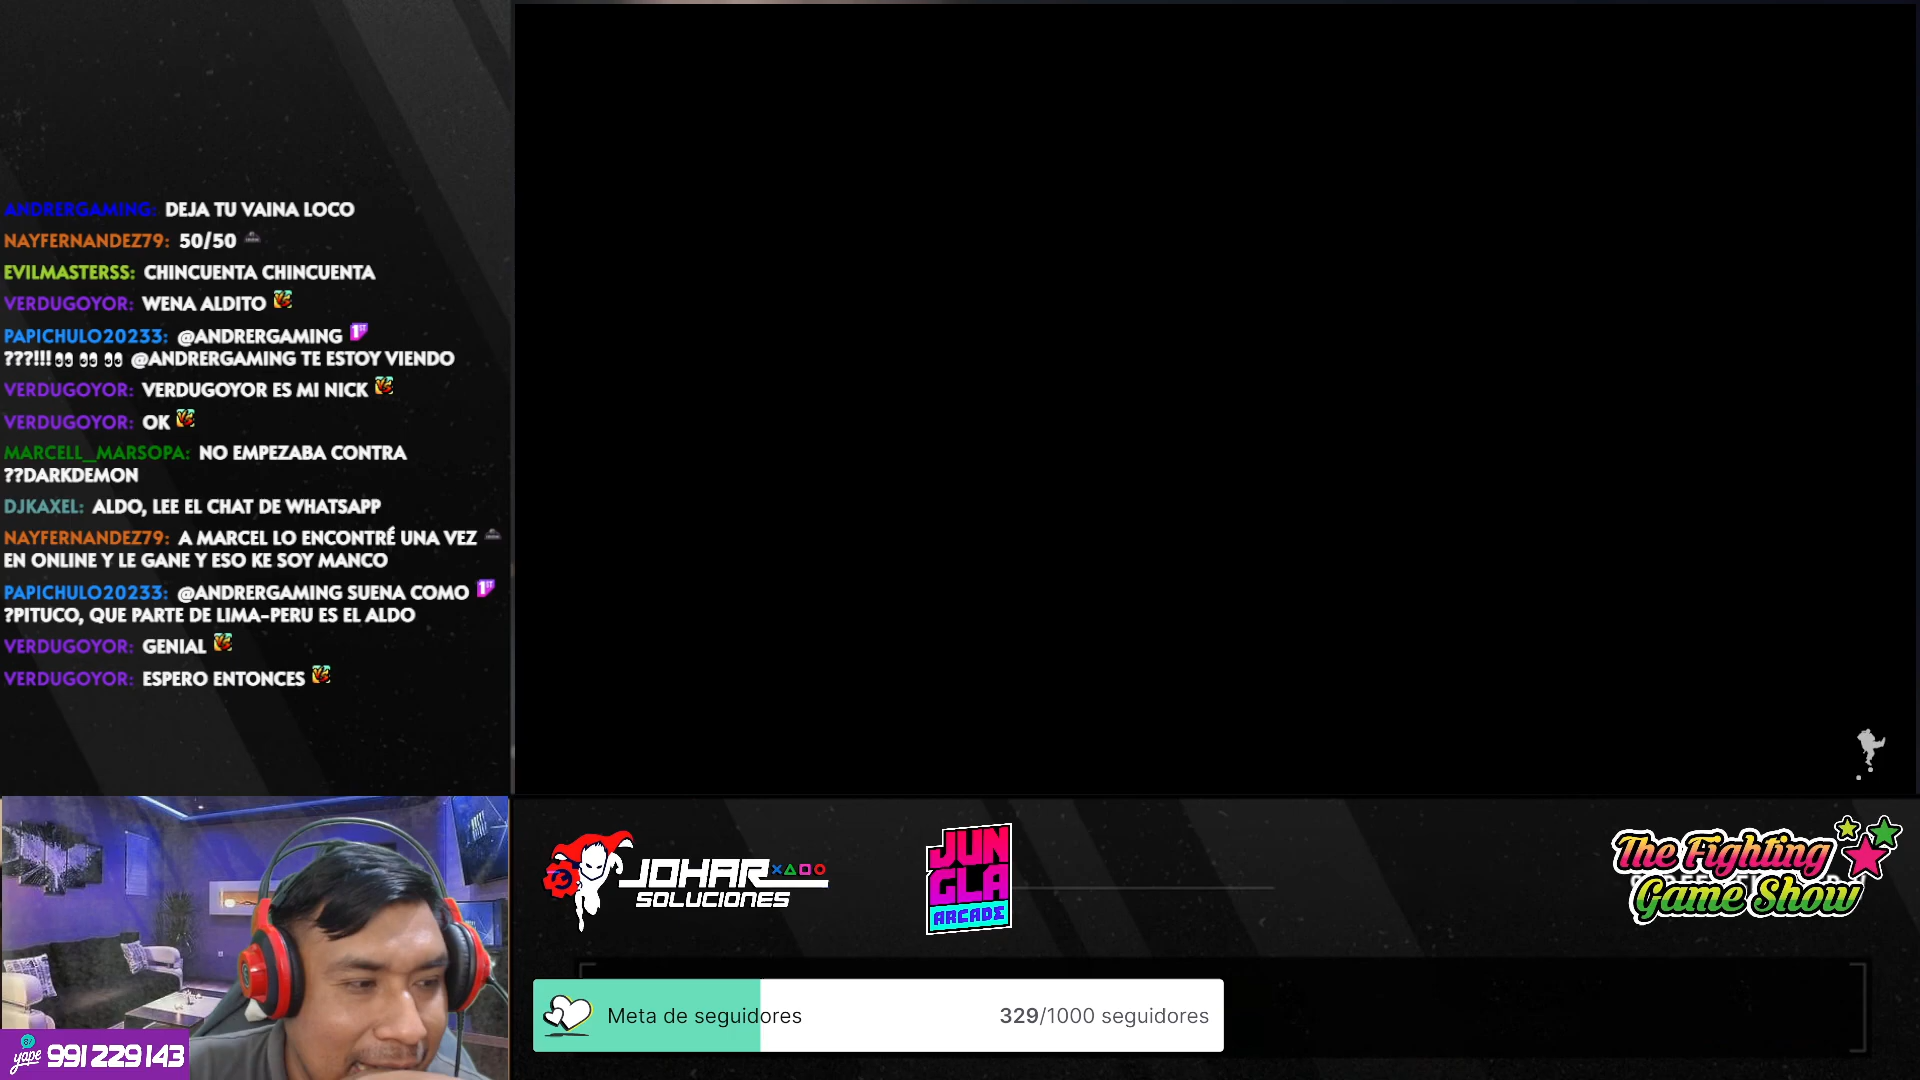 ANDRERGAMING: DEJA TU VAINA LOCO
NAYFERNANDEZ79: 50/50
EVILMASTERSS: CHINCUENTA CHINCUENTA
VERDUGOYOR: WENA ALDITO
PAPICHULO20233: @ANDRERGAMING
???!!! @ANDRERGAMING TE ESTOY VIENDO
VERDUGOYOR: VERDUGOYOR ES MI NICK
VERDUGOYOR: OK
MARCELL_MARSOPA: NO EMPEZABA CONTRA
??DARKDEMON
DJKAXEL: ALDO, LEE EL CHAT DE WHATSAPP
NAYFERNANDEZ79: A MARCEL LO ENCONTRÉ UNA VEZ
EN ONLINE Y LE GANE Y ESO KE SOY MANCO
PAPICHULO20233: @ANDRERGAMING SUENA COMO
?PITUCO, QUE PARTE DE LIMA-PERU ES EL ALDO
VERDUGOYOR: GENIAL
VERDUGOYOR: ESPERO ENTONCES
yape 991 229 143
JOHAR
SOLUCIONES
JUN
GLA
ARCADE
The Fighting
Game Show
Meta de seguidores 329/1000 seguidores